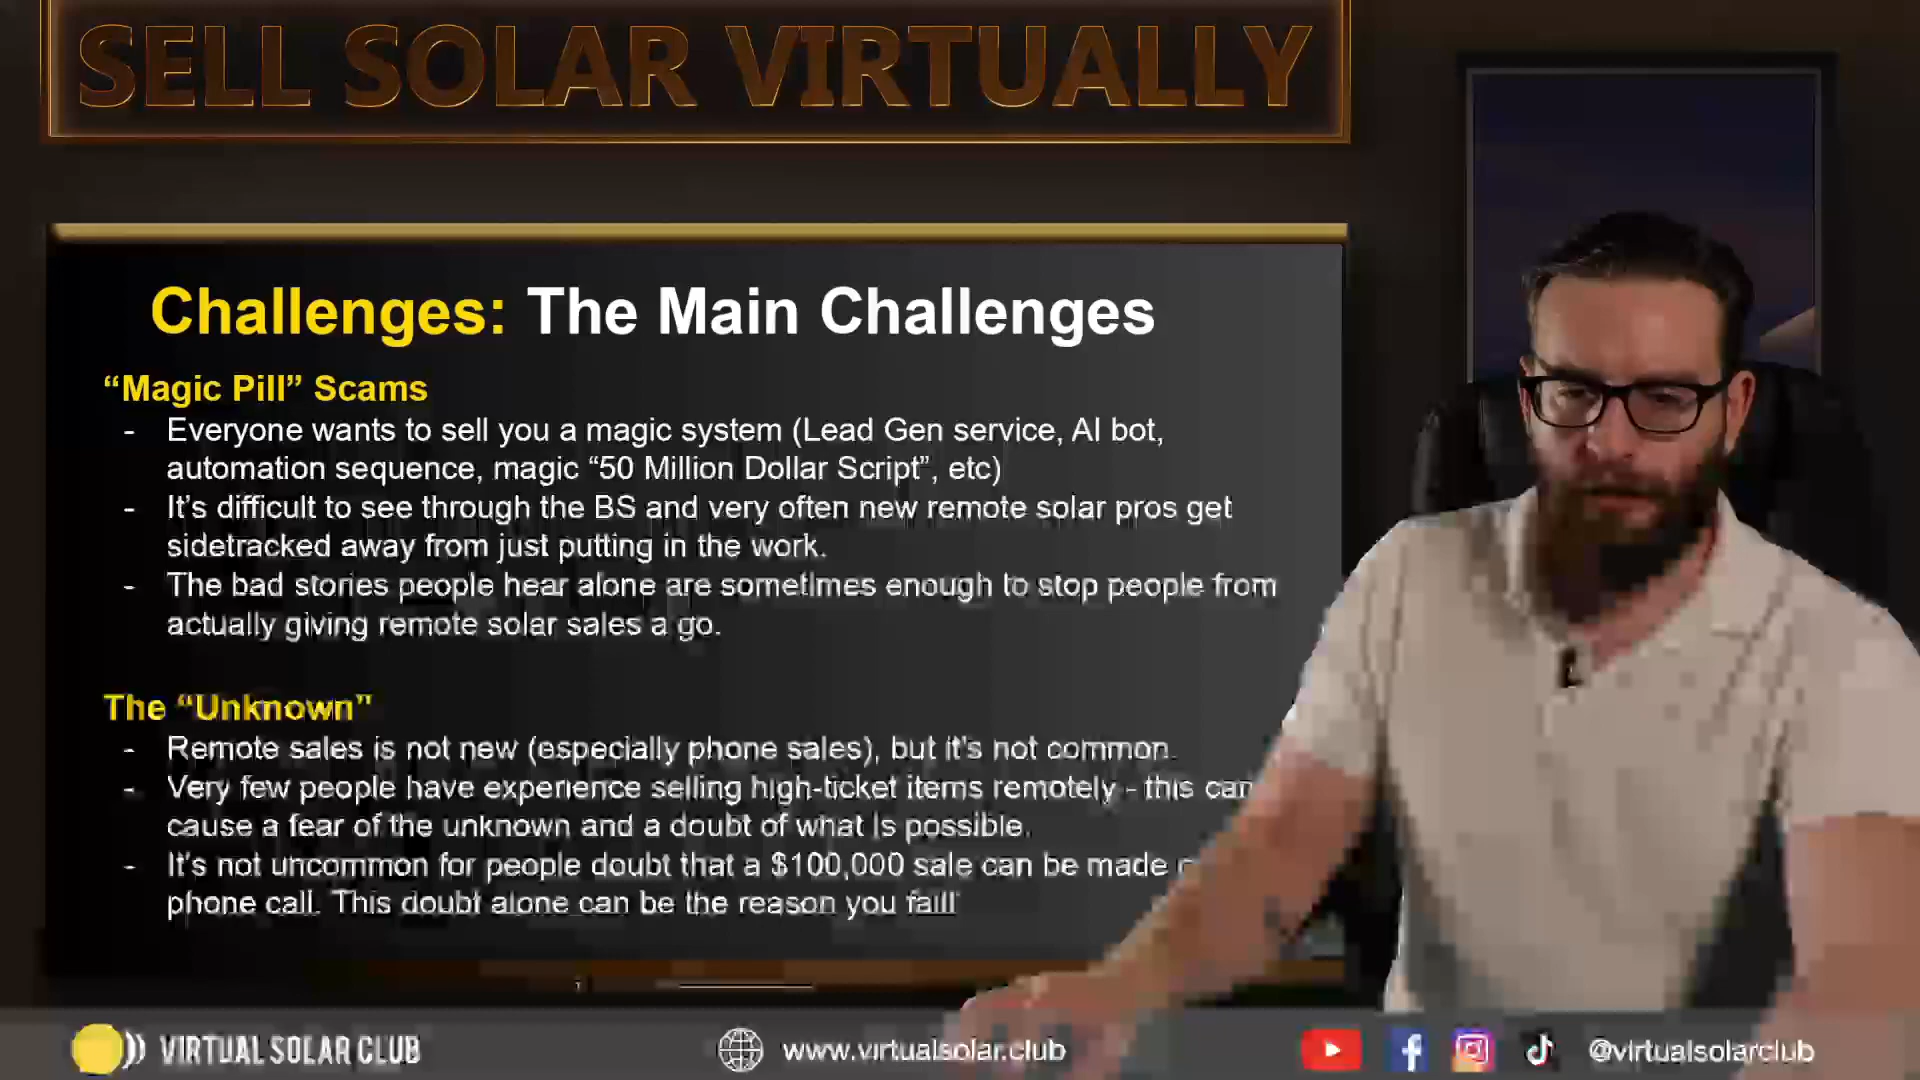 SELL SOLAR VIRTUALLY
Challenges: The Main Challenges
“Magic Pill” Scams
- Everyone wants to sell you a magic system (Lead Gen service, AI bot,
automation sequence, magic “50 Million Dollar Script”, etc)
- It’s difficult to see through the BS and very often new remote solar pros get
sidetracked away from just putting in the work.
- The bad stories people hear alone are sometimes enough to stop people from
actually giving remote solar sales a go.
The “Unknown”
- Remote sales is not new (especially phone sales), but it’s not common.
- Very few people have experience selling high-ticket items remotely - this can
cause a fear of the unknown and a doubt of what is possible.
- It’s not uncommon for people doubt that a $100,000 sale can be made
phone call. This doubt alone can be the reason you fail!
VIRTUAL SOLAR CLUB
www.virtualsolar.club
@virtualsolarclub